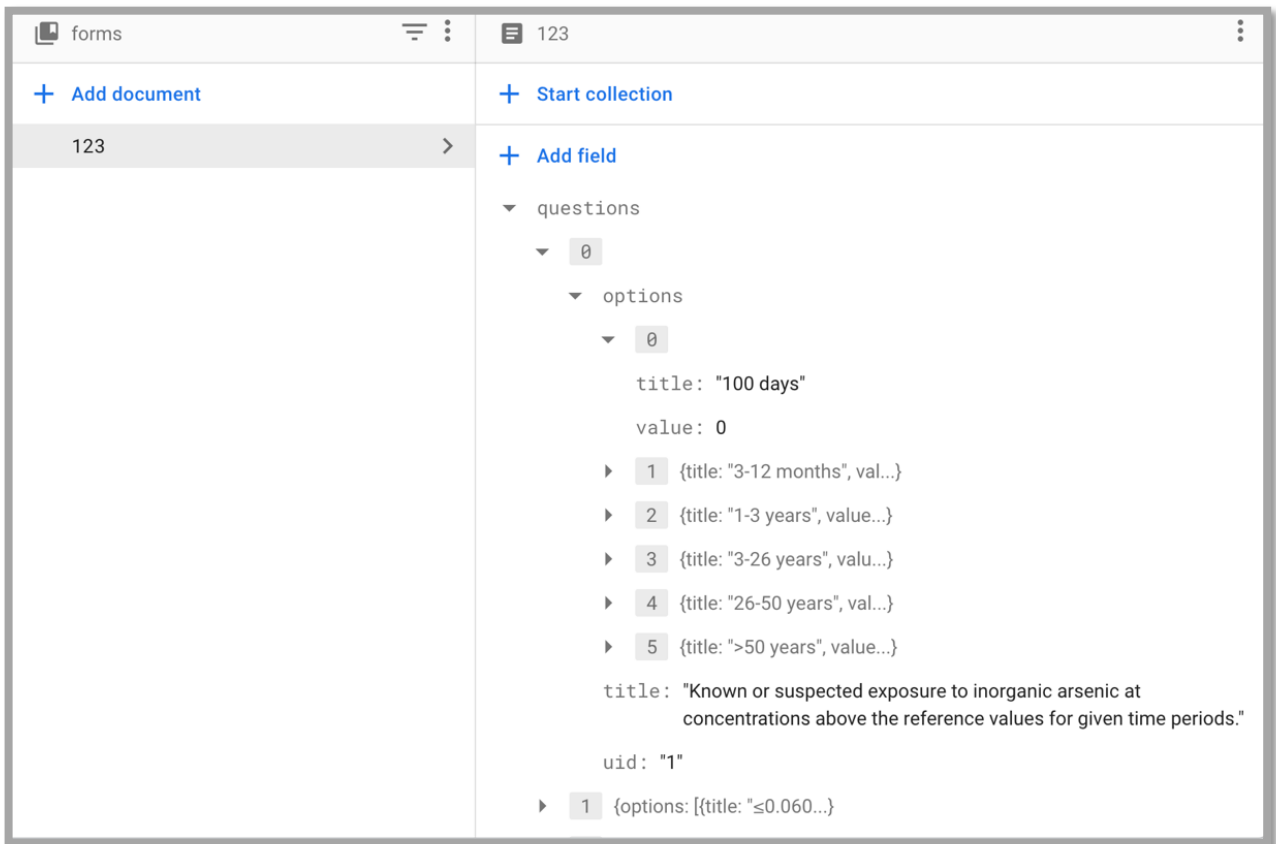 forms
123
Add document
Start collection
123
Add field
questions
0
options
0
title: "100 days"
value: 0
1 {title: "3-12 months", val...}
2 {title: "1-3 years", value...}
3 {title: "3-26 years", valu...}
4 {title: "26-50 years", val...}
5 {title: ">50 years", value...}
title: "Known or suspected exposure to inorganic arsenic at
concentrations above the reference values for given time periods."
uid: "1"
1 {options: [{title: "≤0.060...}